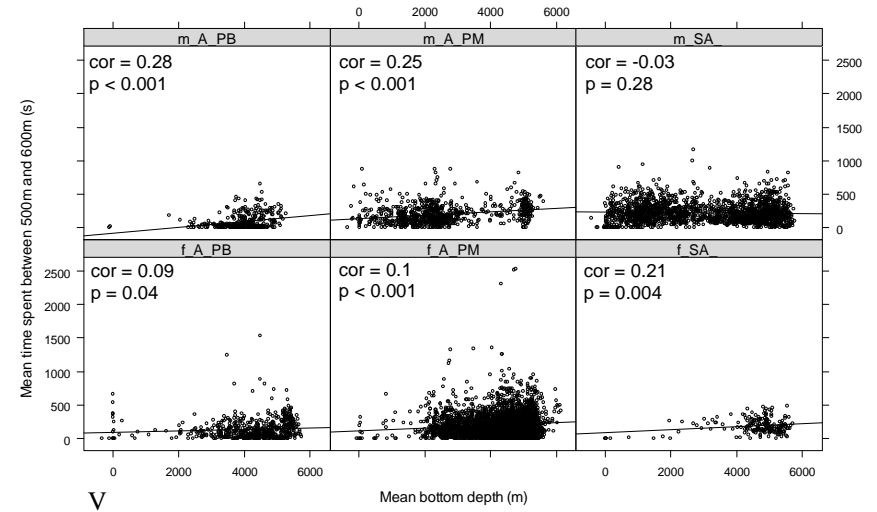 0 2000 4000 6000
m_A_PB m_A_PM m_SA_
cor = 0.28
p < 0.001
cor = 0.25
p < 0.001
cor = -0.03
p = 0.28
2500
2000
1500
1000
500
0
f_A_PB f_A_PM f_SA_
cor = 0.09
p = 0.04
cor = 0.1
p < 0.001
cor = 0.21
p = 0.004
2500
2000
1500
1000
500
0
Mean time spent between 500m and 600m (s)
0 2000 4000 6000 0 2000 4000 6000
Mean bottom depth (m)
V